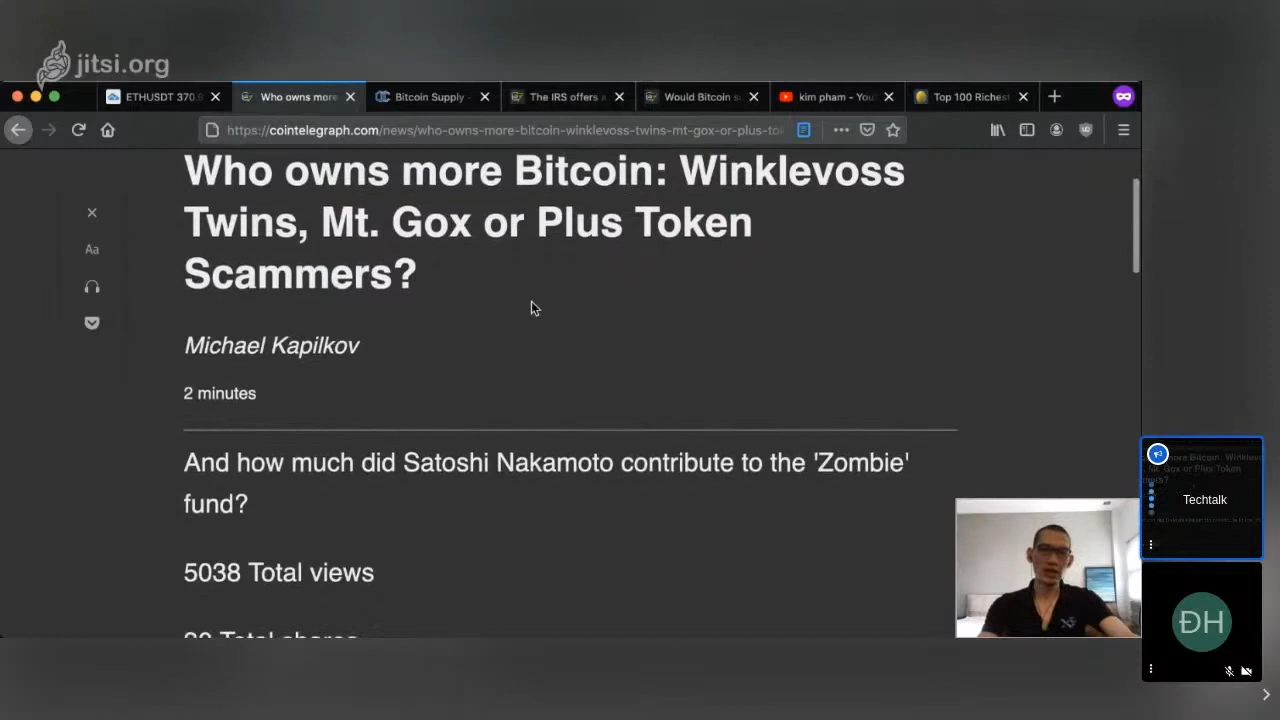 jitsi.org
ETHUSDT 370.9
Who owns more
Bitcoin Supply -
The IRS offers a
Would Bitcoin s
kim pham - You
Top 100 Riches
https://cointelegraph.com/news/who-owns-more-bitcoin-winklevoss-twins-mt-gox-or-plus-to
Who owns more Bitcoin: Winklevoss
Twins, Mt. Gox or Plus Token
Scammers?
Aa
Michael Kapilkov
2 minutes
And how much did Satoshi Nakamoto contribute to the 'Zombie'
fund?
5038 Total views
Total shares
Techtalk
ĐH